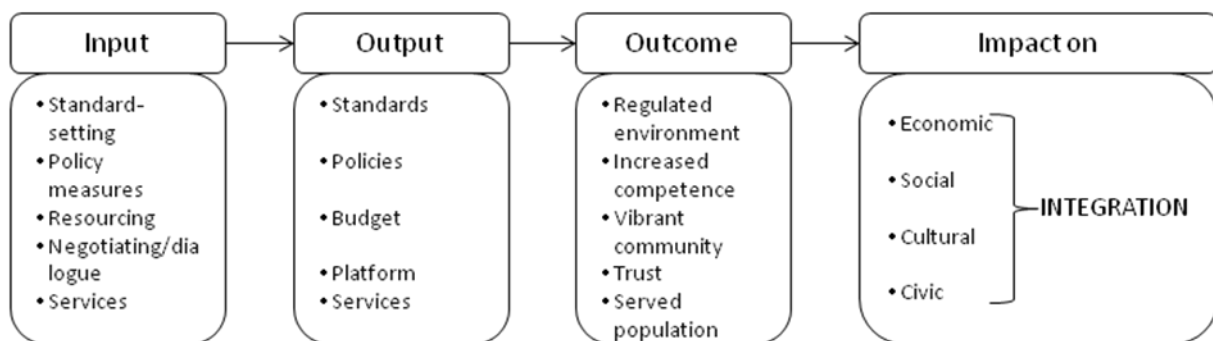 Input
Output
Outcome
Impact on
• Standard-
setting
• Policy
measures
• Resourcing
• Negotiating/dia
logue
• Services
• Standards
• Policies
• Budget
• Platform
• Services
• Regulated
environment
• Increased
competence
• Vibrant
community
• Trust
• Served
population
• Economic
• Social
• Cultural
• Civic
INTEGRATION